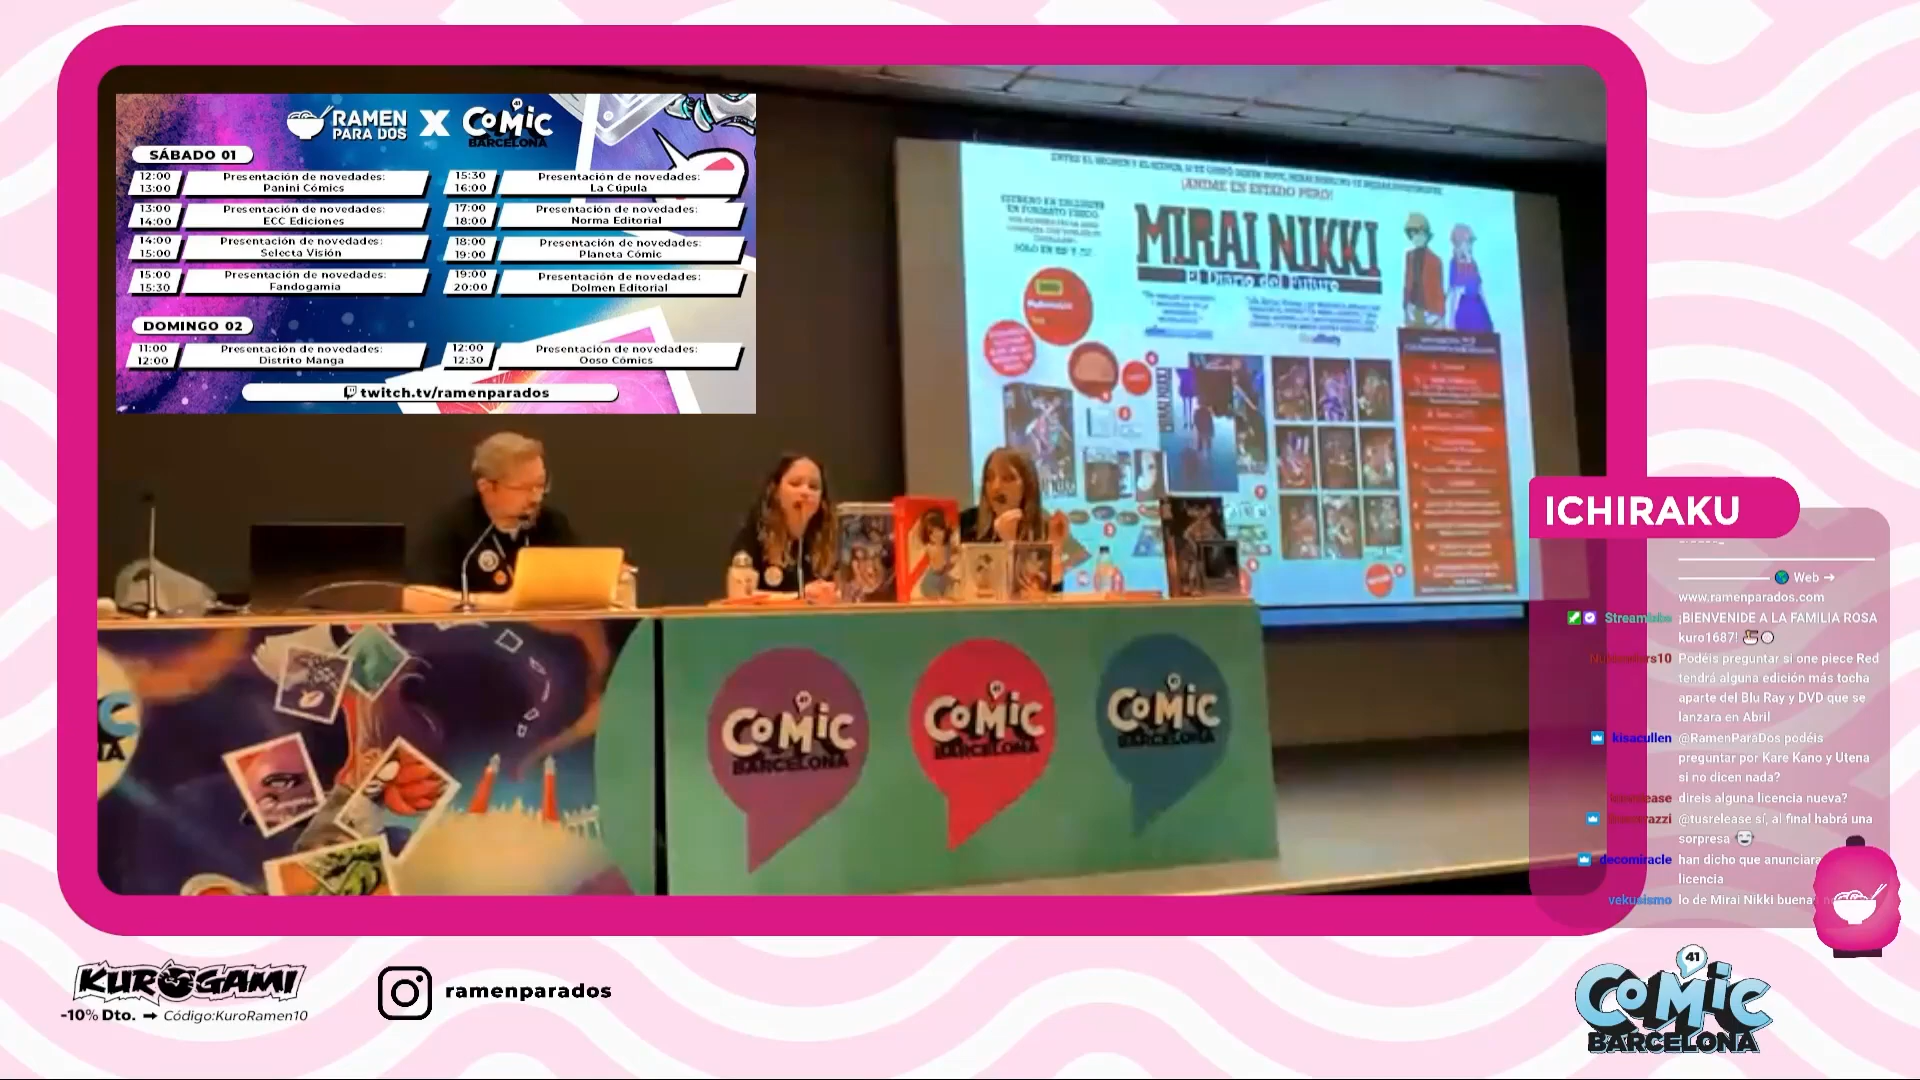 RAMEN
PARA DOS
X
41
COMIC
BARCELONA
SÁBADO 01
12:00
13:00
Presentación de novedades:
Panini Cómics
15:30
16:00
Presentación de novedades:
La Cúpula
13:00
14:00
Presentación de novedades:
ECC Ediciones
17:00
18:00
Presentación de novedades:
Norma Editorial
14:00
15:00
Presentación de novedades:
Selecta Visión
18:00
19:00
Presentación de novedades:
Planeta Cómic
15:00
15:30
Presentación de novedades:
Fandogamia
19:00
20:00
Presentación de novedades:
Dolmen Editorial
DOMINGO 02
11:00
12:00
Presentación de novedades:
Distrito Manga
12:00
12:30
Presentación de novedades:
Ooso Cómics
twitch.tv/ramenparados
¡ANIME EN ESTADO PURO!
MIRAI NIKKI
El Diario del Futuro
ICHIRAKU
Web →
www.ramenparados.com
¡BIENVENIDE A LA FAMILIA ROSA
kuro1687!
Podéis preguntar si one piece Red
tendrá alguna edición más tocha
aparte del Blu Ray y DVD que se
lanzara en Abril
kisacullen @RamenParaDos podéis
preguntar por Kare Kano y Utena
si no dicen nada?
direis alguna licencia nueva?
@tusrelease sí, al final habrá una
sorpresa
decomiracle han dicho que anunciara
licencia
vekusismo lo de Mirai Nikki buena
41
COMIC
BARCELONA
41
COMIC
BARCELONA
41
COMIC
BARCELONA
KUROGAMI
-10% Dto. → Código:KuroRamen10
ramenparados
41
COMIC
BARCELONA